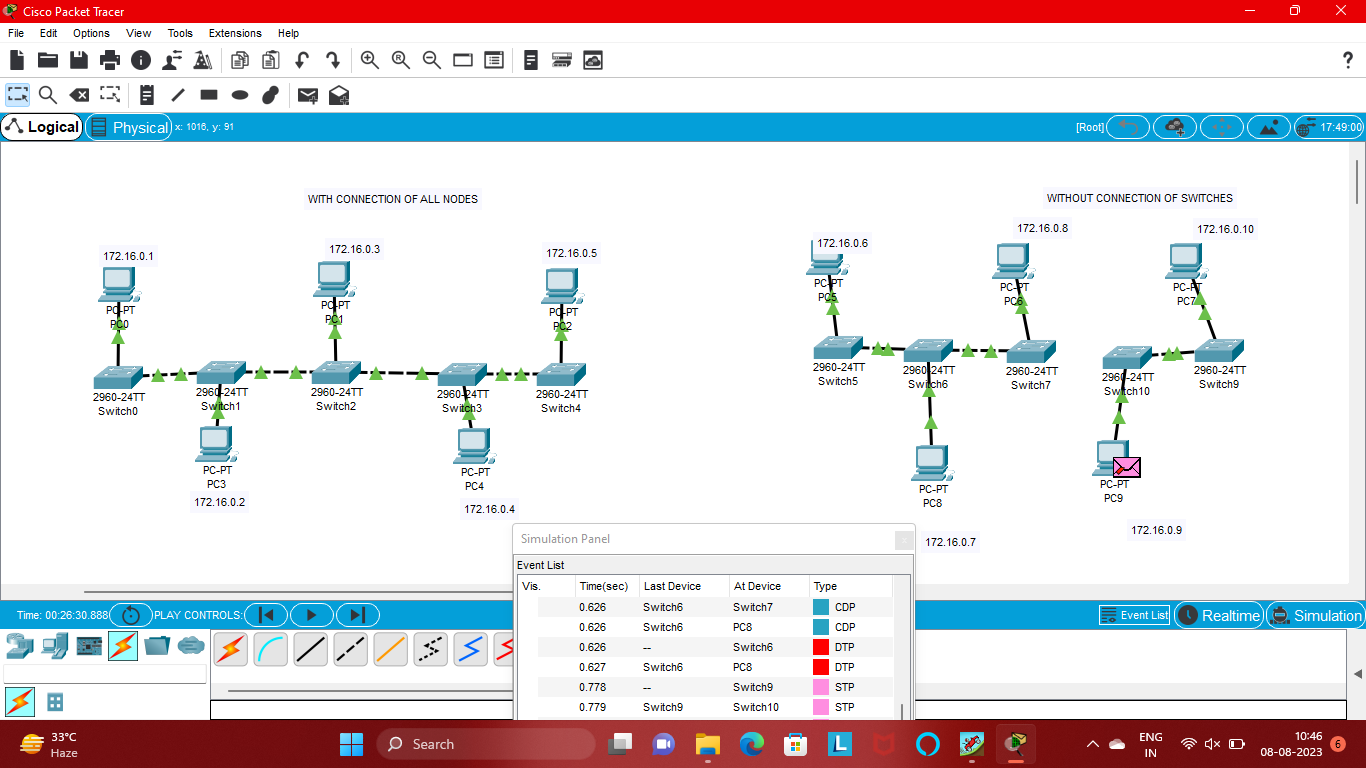 Cisco Packet Tracer
File Edit Options View Tools Extensions Help
Logical Physical x: 1016, y: 91 [Root] 17:49:00
WITH CONNECTION OF ALL NODES
WITHOUT CONNECTION OF SWITCHES
172.16.0.1
172.16.0.3
172.16.0.5
172.16.0.6
172.16.0.8
172.16.0.10
PC-PT
PC0
PC-PT
PC1
PC-PT
PC2
PC-PT
PC5
PC-PT
PC6
PC-PT
PC7
2960-24TT
Switch0
2960-24TT
Switch1
2960-24TT
Switch2
2960-24TT
Switch3
2960-24TT
Switch4
2960-24TT
Switch5
2960-24TT
Switch6
2960-24TT
Switch7
2960-24TT
Switch10
2960-24TT
Switch9
PC-PT
PC3
PC-PT
PC4
PC-PT
PC8
PC-PT
PC9
172.16.0.2
172.16.0.4
172.16.0.7
172.16.0.9
Simulation Panel
Event List
Vis. Time(sec) Last Device At Device Type
0.626 Switch6 Switch7 CDP
0.626 Switch6 PC8 CDP
0.626 -- Switch6 DTP
0.627 Switch6 PC8 DTP
0.778 -- Switch9 STP
0.779 Switch9 Switch10 STP
Time: 00:26:30.888 PLAY CONTROLS:
Event List Realtime Simulation
33°C
Haze
Search
ENG
IN
10:46
08-08-2023
6